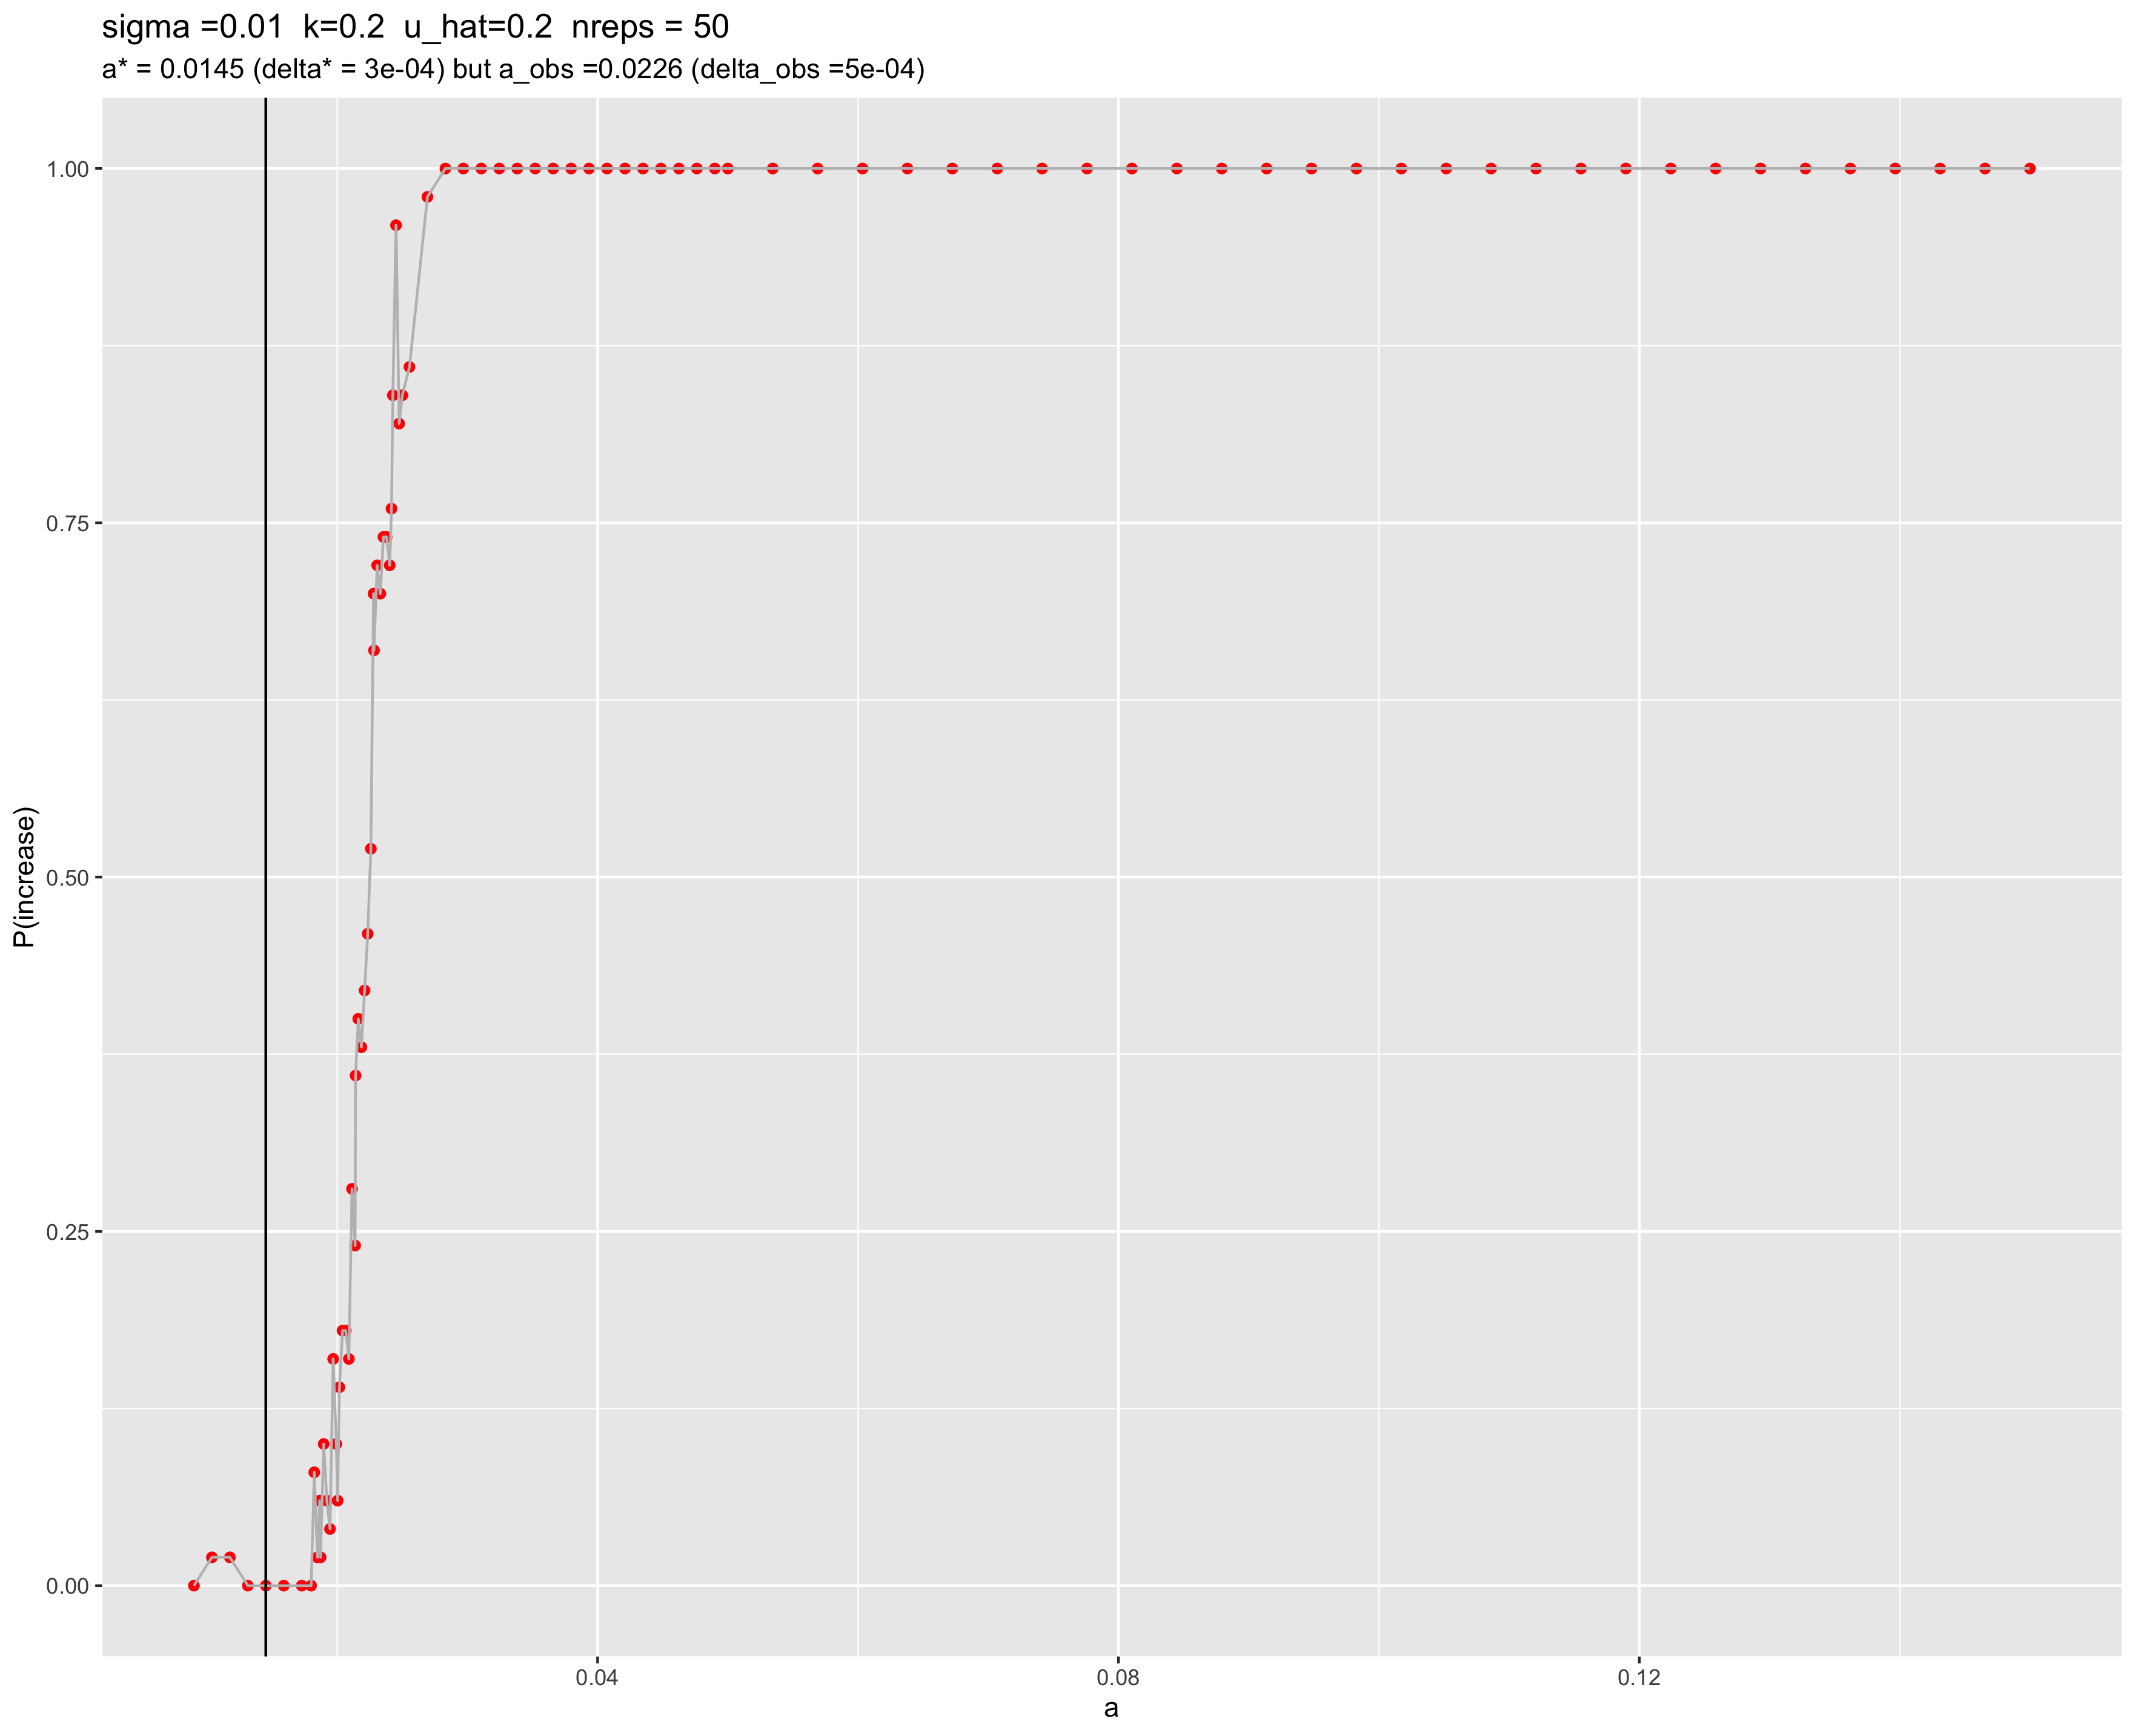 sigma =0.01  k=0.2  u_hat=0.2  nreps = 50
a* = 0.0145 (delta* = 3e-04) but a_obs =0.0226 (delta_obs =5e-04)
1.00
0.75
0.50
0.25
0.00
P(increase)
0.04
0.08
0.12
a